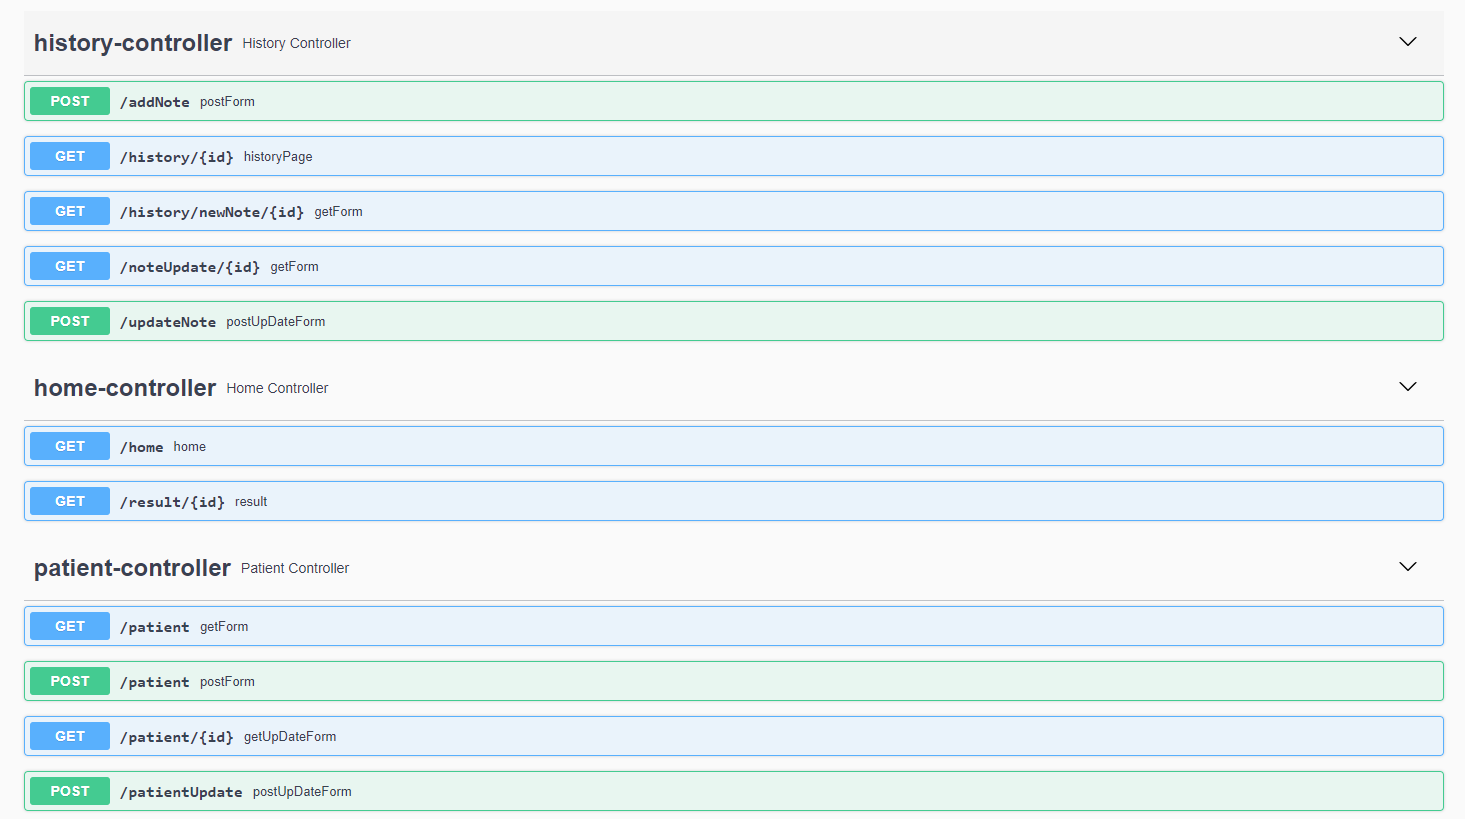 history-controller History Controller
POST /addNote postForm
GET /history/{id} historyPage
GET /history/newNote/{id} getForm
GET /noteUpdate/{id} getForm
POST /updateNote postUpDateForm
home-controller Home Controller
GET /home home
GET /result/{id} result
patient-controller Patient Controller
GET /patient getForm
POST /patient postForm
GET /patient/{id} getUpDateForm
POST /patientUpdate postUpDateForm